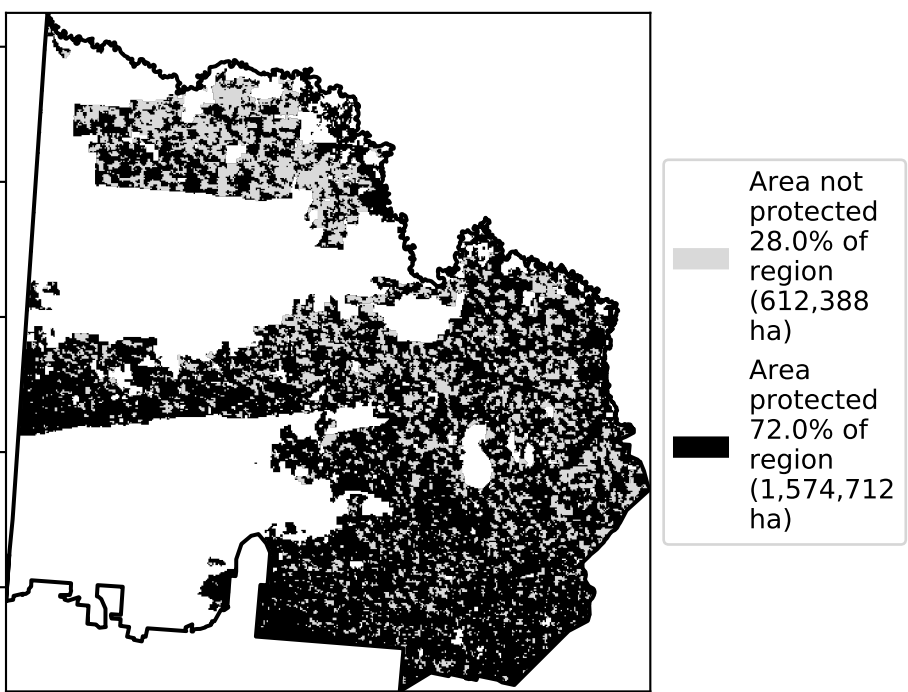 Area not
protected
28.0% of
region
(612,388
ha)
Area
protected
72.0% of
region
(1,574,712
ha)